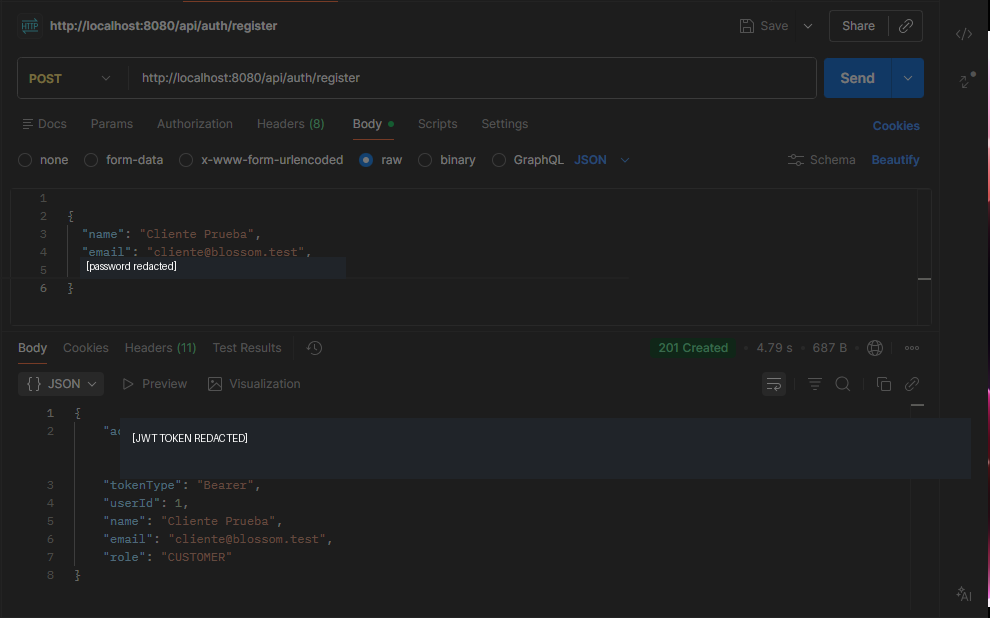 HTTP http://localhost:8080/api/auth/register Save Share
POST http://localhost:8080/api/auth/register Send
Docs Params Authorization Headers (8) Body Scripts Settings Cookies
none form-data x-www-form-urlencoded raw binary GraphQL JSON Schema Beautify
1
2 {
3 "name": "Cliente Prueba",
4 "email": "cliente@blossom.test",
5 [password redacted]
6 }
Body Cookies Headers (11) Test Results 201 Created • 4.79 s • 687 B
{} JSON Preview Visualization
1 {
2 "ac [JWT TOKEN REDACTED]
3 "tokenType": "Bearer",
4 "userId": 1,
5 "name": "Cliente Prueba",
6 "email": "cliente@blossom.test",
7 "role": "CUSTOMER"
8 }
AI